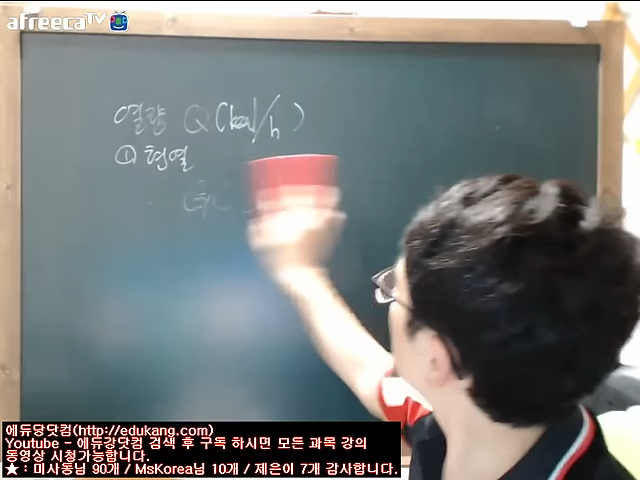 afreecaTV
열량 Q(kcal/h)
① 현열
에듀강닷컴(http://edukang.com)
Youtube - 에듀강닷컴 검색 후 구독 하시면 모든 과목 강의
동영상 시청가능합니다.
★ : 미사동님 90개 / MsKorea님 10개 / 제은이 7개 감사합니다.